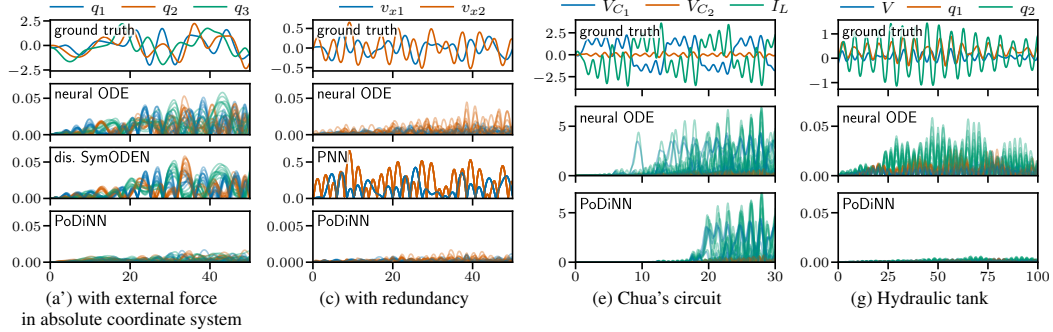 q₁ q₂ q₃
ground truth
2.5
0.0
−2.5
neural ODE
0.05
0.00
dis. SymODEN
0.05
0.00
PoDiNN
0.05
0.00
0 20 40
(a’) with external force
in absolute coordinate system
vₓ₁ vₓ₂
ground truth
0.5
0.0
−0.5
neural ODE
0.05
0.00
PNN
0.5
0.0
PoDiNN
0.005
0.000
0 20 40
(c) with redundancy
V_C₁ V_C₂ I_L
ground truth
2.5
0.0
−2.5
neural ODE
5
0
PoDiNN
5
0
0 10 20 30
(e) Chua’s circuit
V q₁ q₂
ground truth
1
0
−1
neural ODE
0.05
0.00
PoDiNN
0.05
0.00
0 25 50 75 100
(g) Hydraulic tank